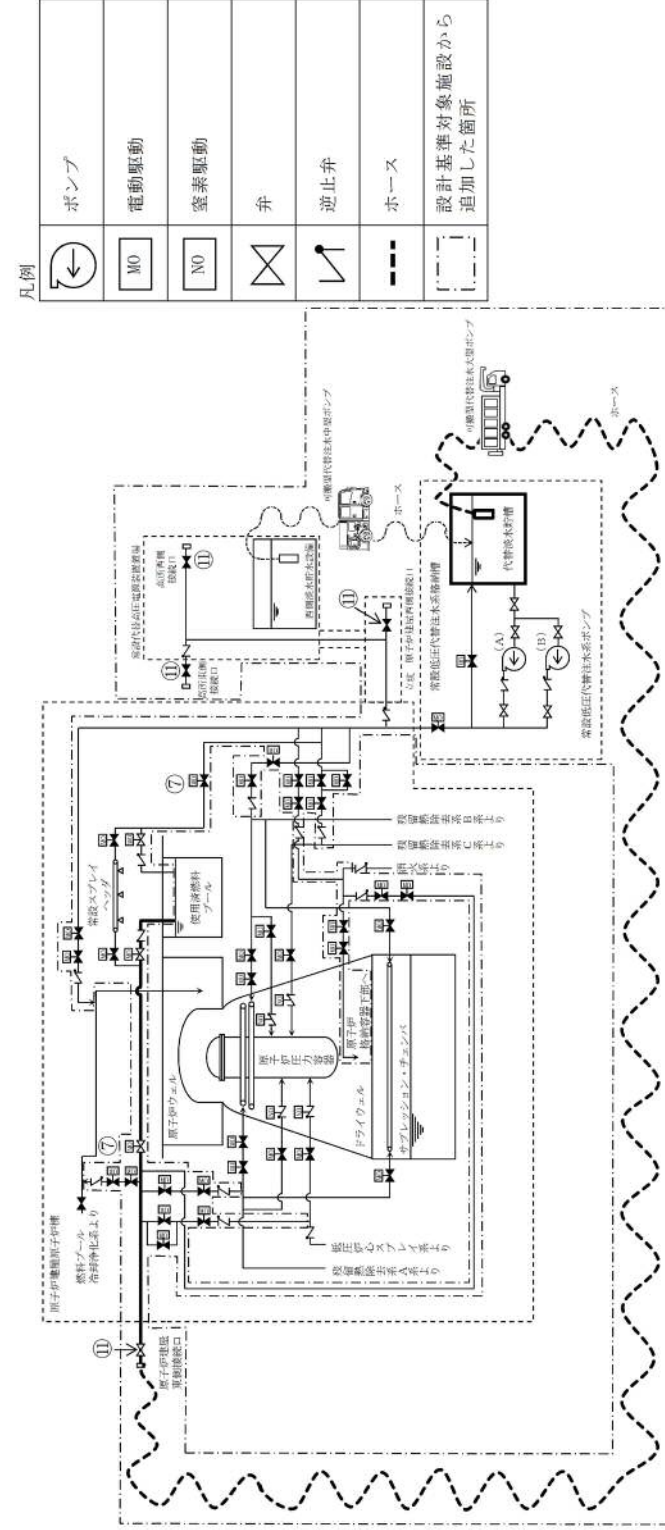 凡例
ポンプ
MO
電動駆動
NO
窒素駆動
弁
逆止弁
ホース
設計基準対象施設から
追加した箇所
原子炉建屋原子炉棟
燃料プール
冷却浄化系より
⑦
⑪
原子炉建屋
東側接続口
原子炉ウェル
使用済燃料
プール
常設スプレイ
ヘッダ
⑦
原子炉圧力容器
ドライウェル
原子炉
格納容器下部へ
サプレッション・チェンバ
低圧炉心スプレイ系より
残留熱除去系A系より
残留熱除去系B系より
残留熱除去系C系より
消火系より
常設代替高圧電源装置置場
高所西側
接続口
⑪
⑪
高所東側
接続口
西側淡水貯水設備
⑪
原子炉建屋西側接続口
可搬型代替注水中型ポンプ
ホース
可搬型代替注水大型ポンプ
ホース
常設低圧代替注水系格納槽
代替淡水貯槽
(A)
(B)
常設低圧代替注水系ポンプ